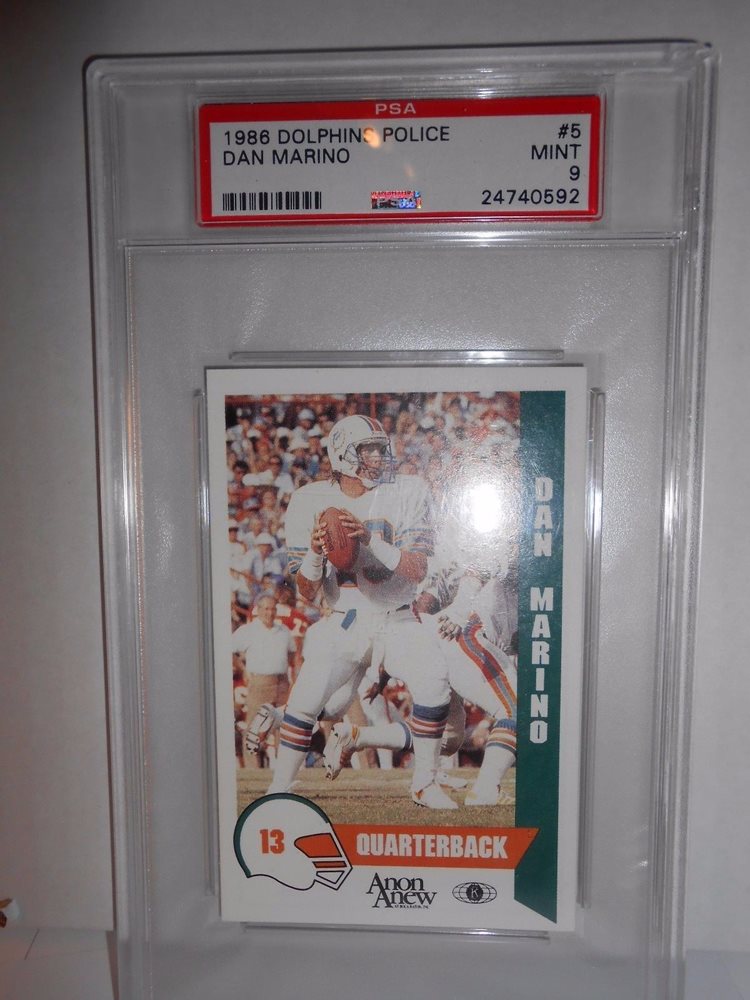 PSA
1986 DOLPHINS POLICE #5
DAN MARINO MINT
9
24740592
DAN MARINO
13
QUARTERBACK
Anon
Anew
K